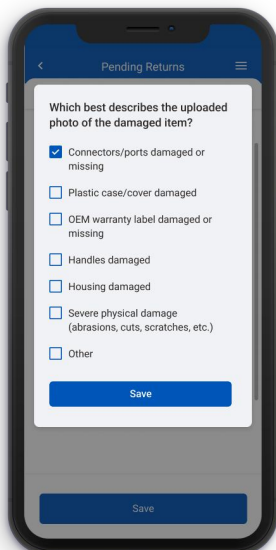 Pending Returns
Which best describes the uploaded
photo of the damaged item?
Connectors/ports damaged or
missing
Plastic case/cover damaged
OEM warranty label damaged or
missing
Handles damaged
Housing damaged
Severe physical damage
(abrasions, cuts, scratches, etc.)
Other
Save
Save